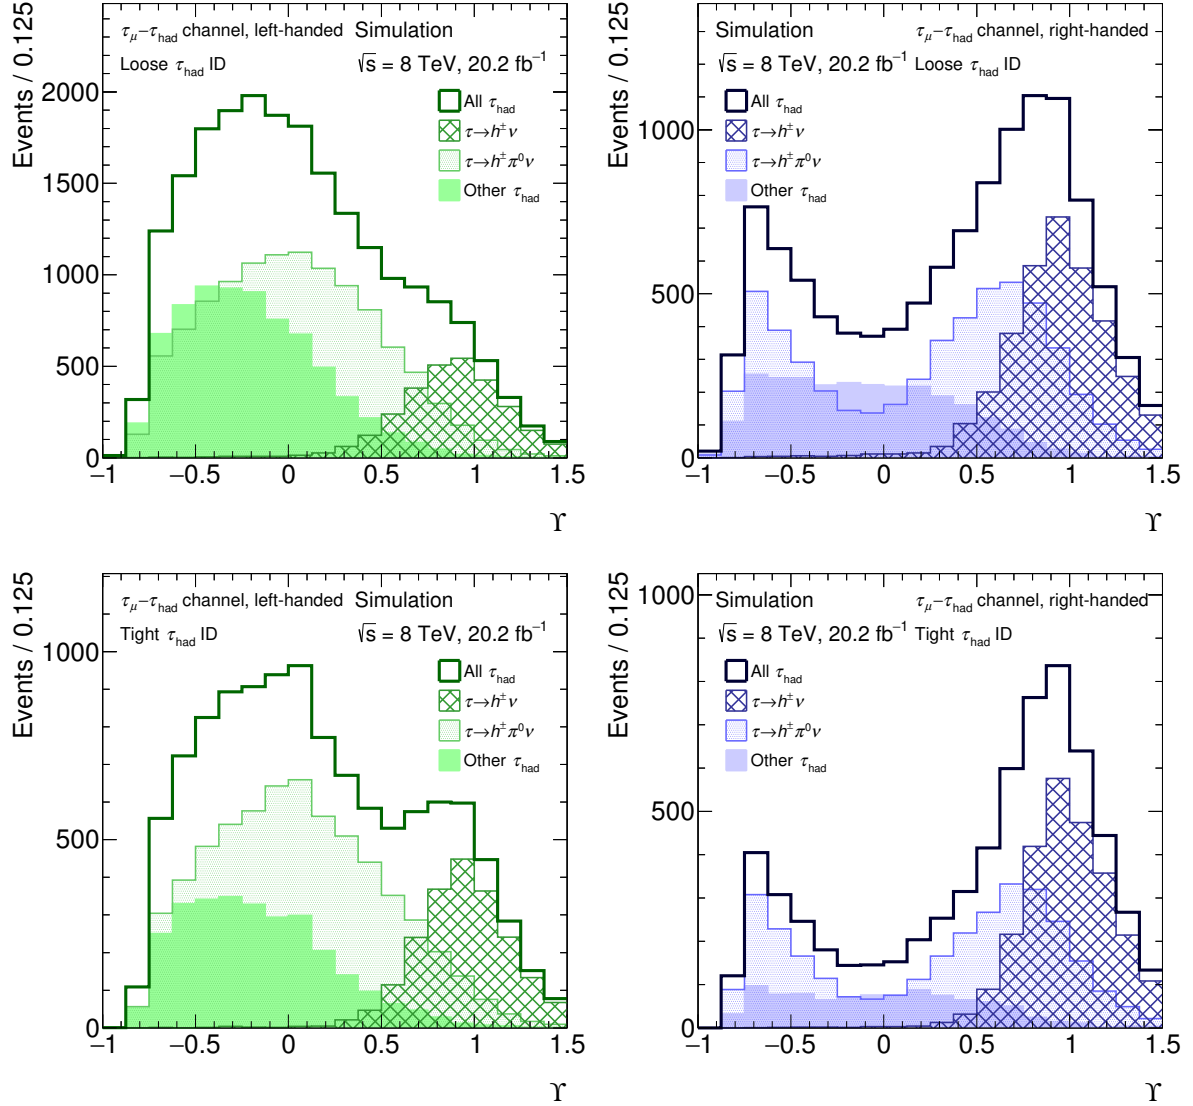 τμ−τhad channel, left-handed Simulation
Loose τhad ID √s = 8 TeV, 20.2 fb−1
All τhad
τ→h±ν
τ→h±π0ν
Other τhad
Events / 0.125
2000
1500
1000
500
0
−1 −0.5 0 0.5 1 1.5
ϒ
Simulation τμ−τhad channel, right-handed
√s = 8 TeV, 20.2 fb−1 Loose τhad ID
All τhad
τ→h±ν
τ→h±π0ν
Other τhad
Events / 0.125
1000
500
0
−1 −0.5 0 0.5 1 1.5
ϒ
τμ−τhad channel, left-handed Simulation
Tight τhad ID √s = 8 TeV, 20.2 fb−1
All τhad
τ→h±ν
τ→h±π0ν
Other τhad
Events / 0.125
1000
500
0
−1 −0.5 0 0.5 1 1.5
ϒ
Simulation τμ−τhad channel, right-handed
√s = 8 TeV, 20.2 fb−1 Tight τhad ID
All τhad
τ→h±ν
τ→h±π0ν
Other τhad
Events / 0.125
1000
500
0
−1 −0.5 0 0.5 1 1.5
ϒ